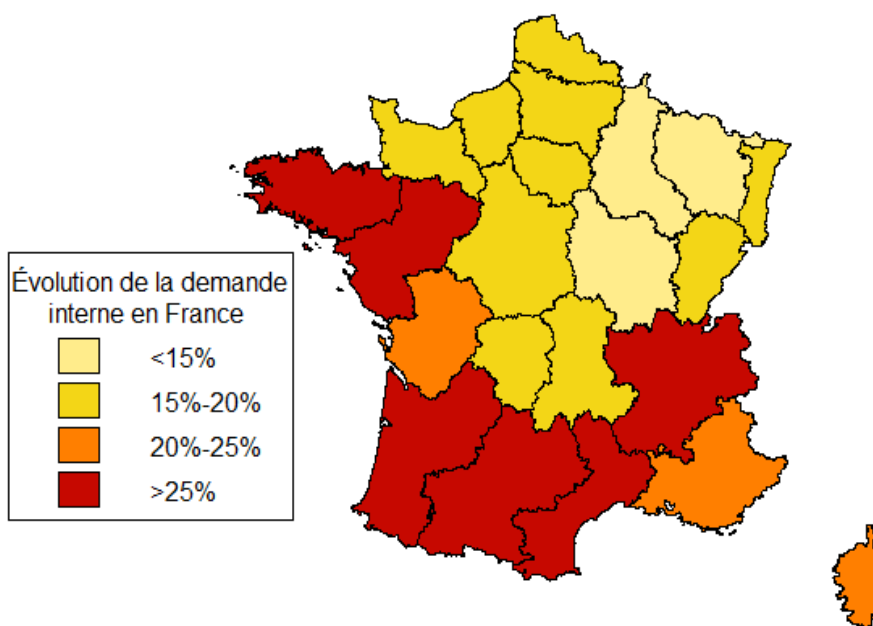 Évolution de la demande
interne en France
<15%
15%-20%
20%-25%
>25%